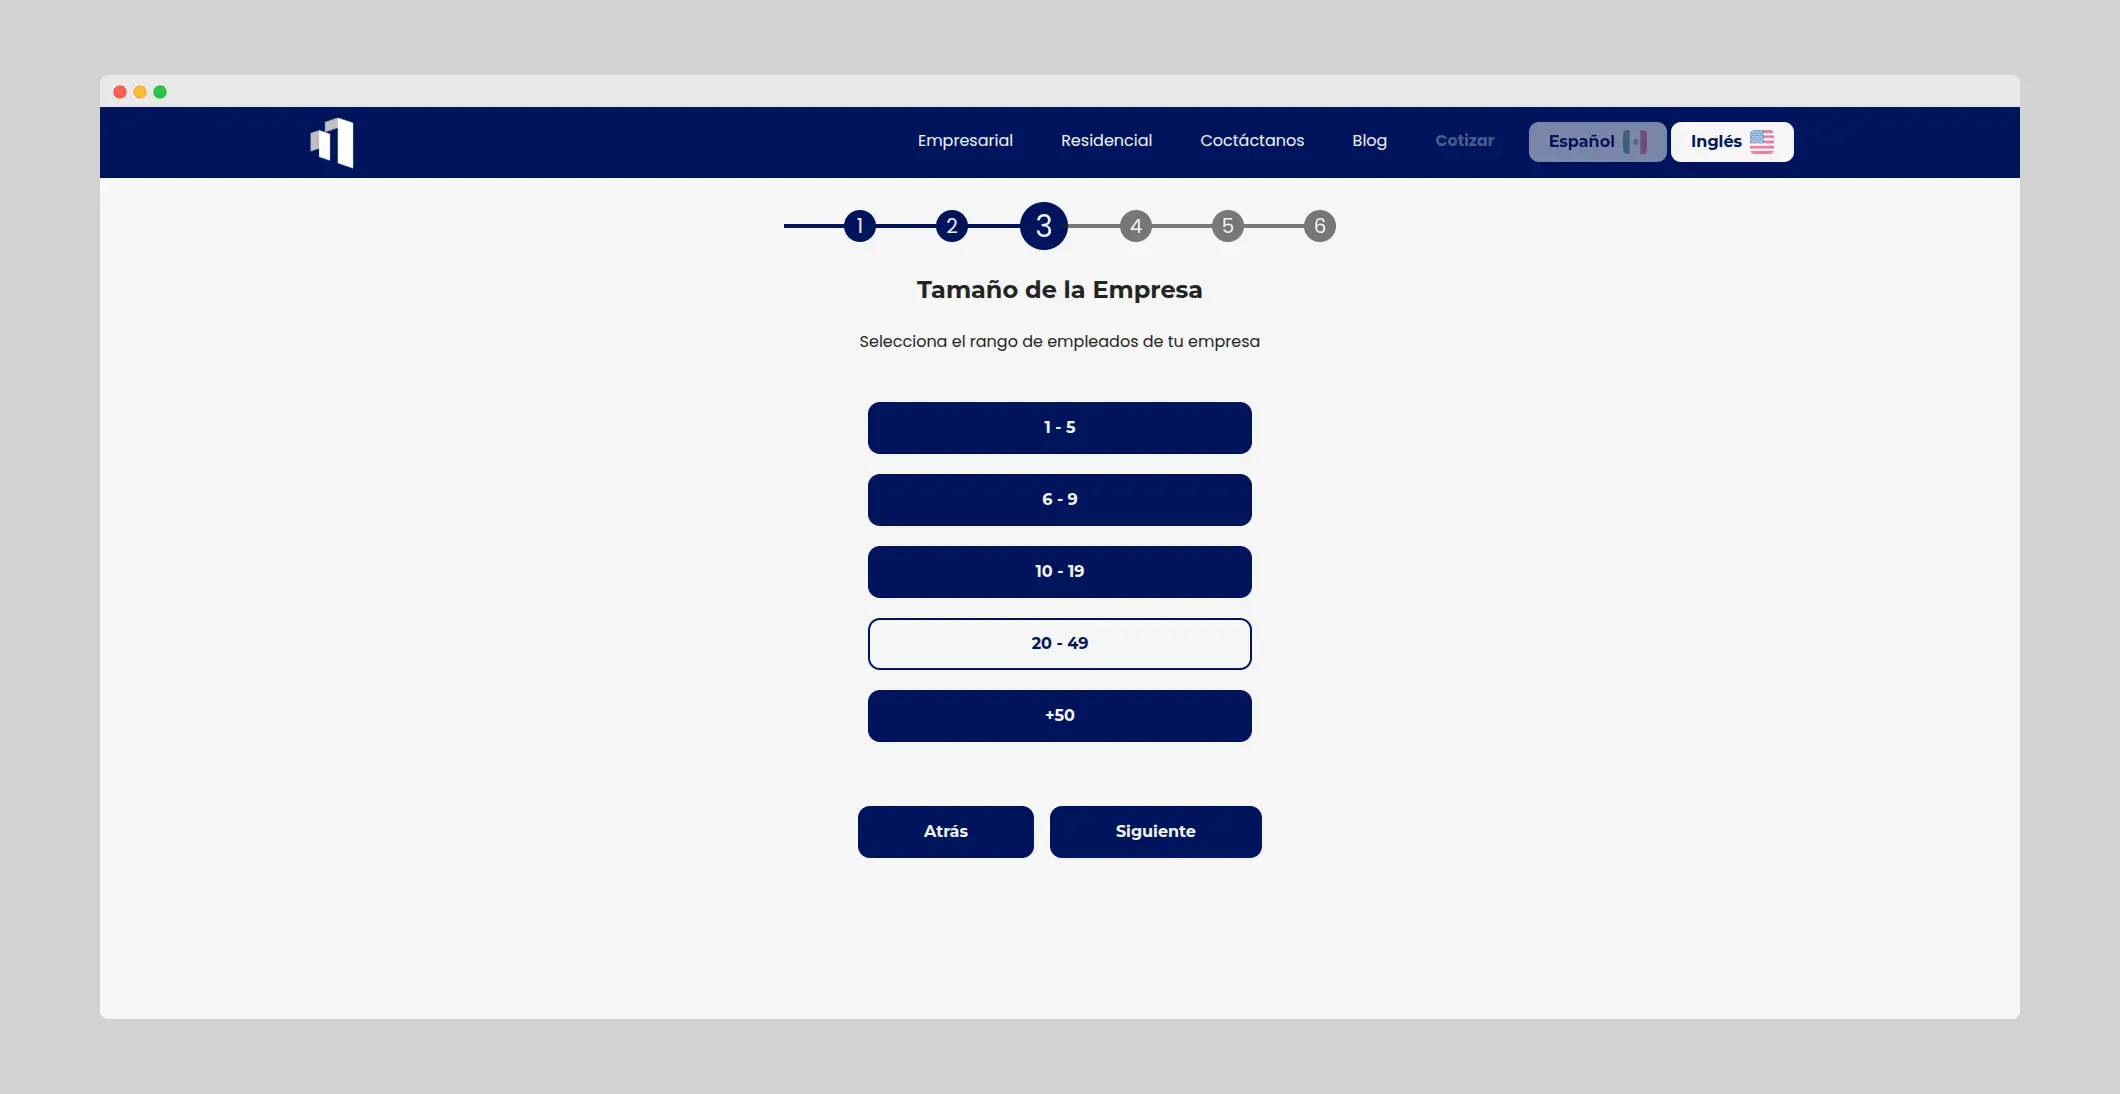 Empresarial Residencial Coctáctanos Blog Cotizar Español Inglés
1 2 3 4 5 6
Tamaño de la Empresa
Selecciona el rango de empleados de tu empresa
1 - 5
6 - 9
10 - 19
20 - 49
+50
Atrás Siguiente